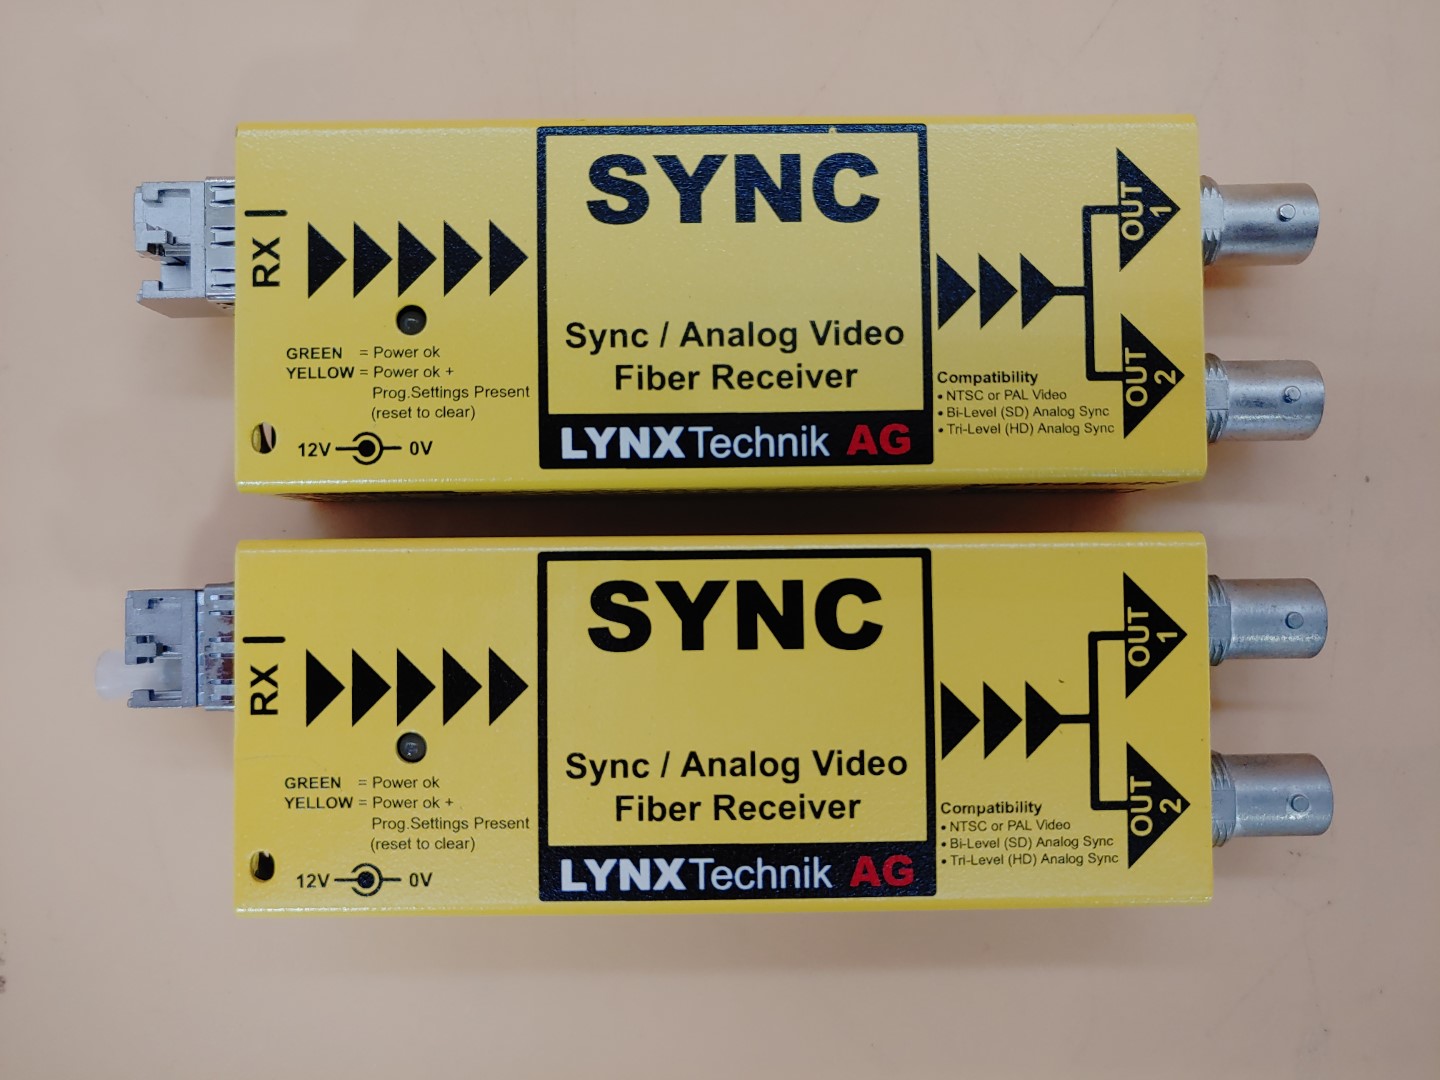 RX
GREEN = Power ok
YELLOW = Power ok +
Prog.Settings Present
(reset to clear)
12V 0V
SYNC
Sync / Analog Video
Fiber Receiver
LYNXTechnik AG
OUT 1
OUT 2
Compatibility
• NTSC or PAL Video
• Bi-Level (SD) Analog Sync
• Tri-Level (HD) Analog Sync
RX
GREEN = Power ok
YELLOW = Power ok +
Prog.Settings Present
(reset to clear)
12V 0V
SYNC
Sync / Analog Video
Fiber Receiver
LYNXTechnik AG
OUT 1
OUT 2
Compatibility
• NTSC or PAL Video
• Bi-Level (SD) Analog Sync
• Tri-Level (HD) Analog Sync